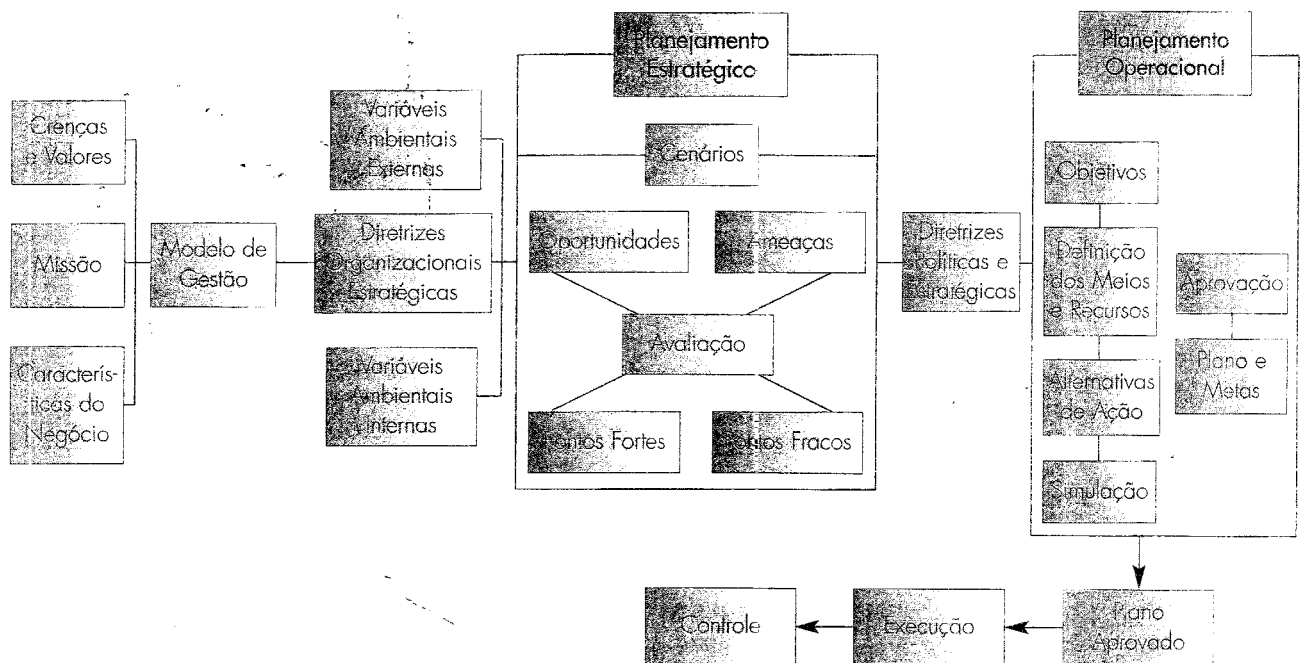 Planejamento
Estratégico
Planejamento
Operacional
Crenças
e Valores
Missão
Caracterís-
ticas do
Negócio
Modelo de
Gestão
Variáveis
Ambientais
Externas
Diretrizes
Organizacionais
Estratégicas
Variáveis
Ambientais
Internas
Cenários
Oportunidades
Ameaças
Avaliação
Pontos Fortes
Pontos Fracos
Diretrizes
Políticas e
Estratégicas
Objetivos
Definição
dos Meios
e Recursos
Alternativas
de Ação
Simulação
Aprovação
Plano e
Metas
Plano
Aprovado
Execução
Controle